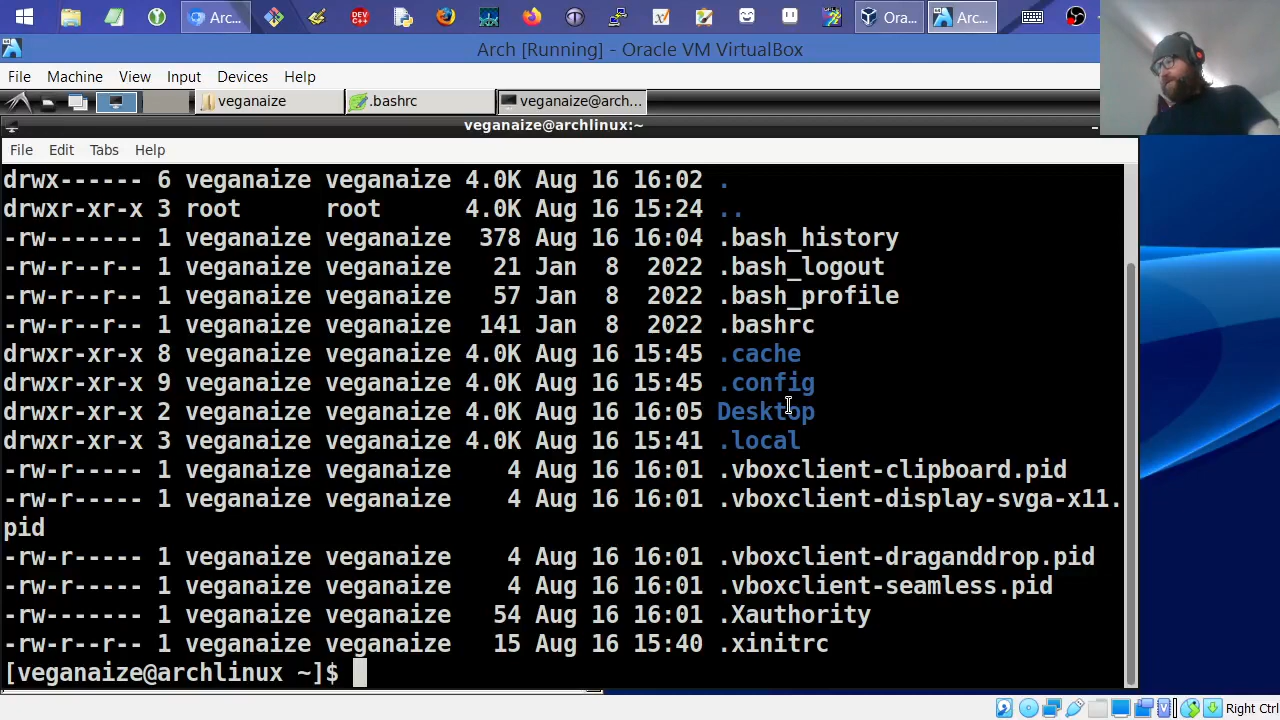 Arc...
DEV C++
Ora...
Arc...
Arch [Running] - Oracle VM VirtualBox
File Machine View Input Devices Help
veganaize
.bashrc
veganaize@arch...
veganaize@archlinux:~
File Edit Tabs Help
drwx------ 6 veganaize veganaize 4.0K Aug 16 16:02 .
drwxr-xr-x 3 root      root      4.0K Aug 16 15:24 ..
-rw------- 1 veganaize veganaize  378 Aug 16 16:04 .bash_history
-rw-r--r-- 1 veganaize veganaize   21 Jan  8  2022 .bash_logout
-rw-r--r-- 1 veganaize veganaize   57 Jan  8  2022 .bash_profile
-rw-r--r-- 1 veganaize veganaize  141 Jan  8  2022 .bashrc
drwxr-xr-x 8 veganaize veganaize 4.0K Aug 16 15:45 .cache
drwxr-xr-x 9 veganaize veganaize 4.0K Aug 16 15:45 .config
drwxr-xr-x 2 veganaize veganaize 4.0K Aug 16 16:05 Desktop
drwxr-xr-x 3 veganaize veganaize 4.0K Aug 16 15:41 .local
-rw-r----- 1 veganaize veganaize    4 Aug 16 16:01 .vboxclient-clipboard.pid
-rw-r----- 1 veganaize veganaize    4 Aug 16 16:01 .vboxclient-display-svga-x11.
pid
-rw-r----- 1 veganaize veganaize    4 Aug 16 16:01 .vboxclient-draganddrop.pid
-rw-r----- 1 veganaize veganaize    4 Aug 16 16:01 .vboxclient-seamless.pid
-rw------- 1 veganaize veganaize   54 Aug 16 16:01 .Xauthority
-rw-r--r-- 1 veganaize veganaize   15 Aug 16 15:40 .xinitrc
[veganaize@archlinux ~]$
Right Ctrl